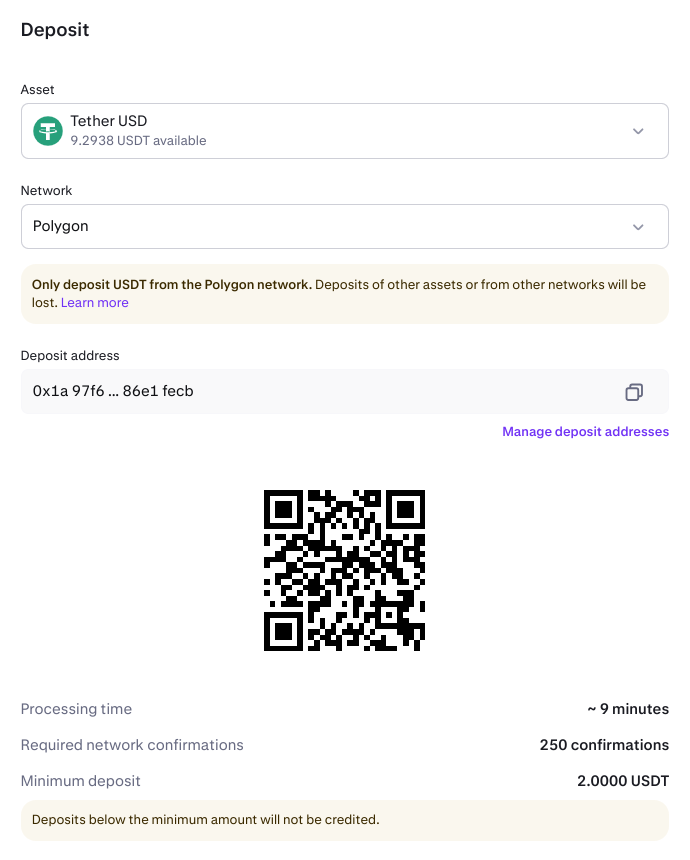 Deposit
Asset
Tether USD
9.2938 USDT available
Network
Polygon
Only deposit USDT from the Polygon network. Deposits of other assets or from other networks will be
lost. Learn more
Deposit address
0x1a 97f6 ... 86e1 fecb
Manage deposit addresses
Processing time
~ 9 minutes
Required network confirmations
250 confirmations
Minimum deposit
2.0000 USDT
Deposits below the minimum amount will not be credited.